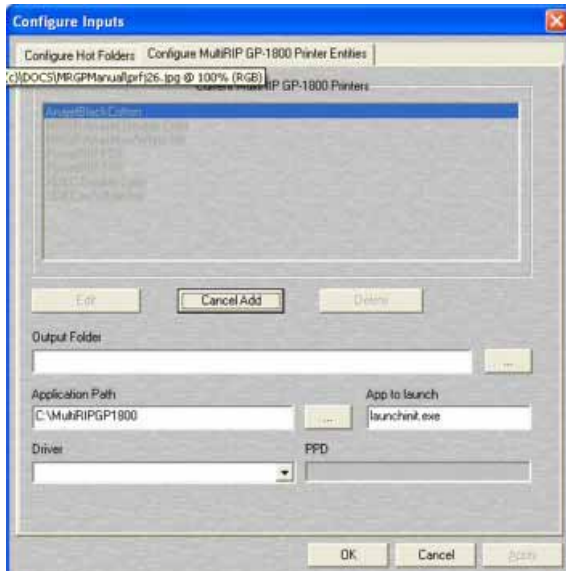 Configure Inputs
Configure Hot Folders
Configure MultiRIP GP-1800 Printer Entities
(c)\DOCS\MRGPManual\prf)26.jpg @ 100% (RGB)
Current MultiRIP GP-1800 Printers
AnajetBlackCotton
Edit
Cancel Add
Delete
Output Folder
...
Application Path
App to launch
C:\MultiRIPGP1800
...
launchinit.exe
Driver
PPD
OK
Cancel
Apply